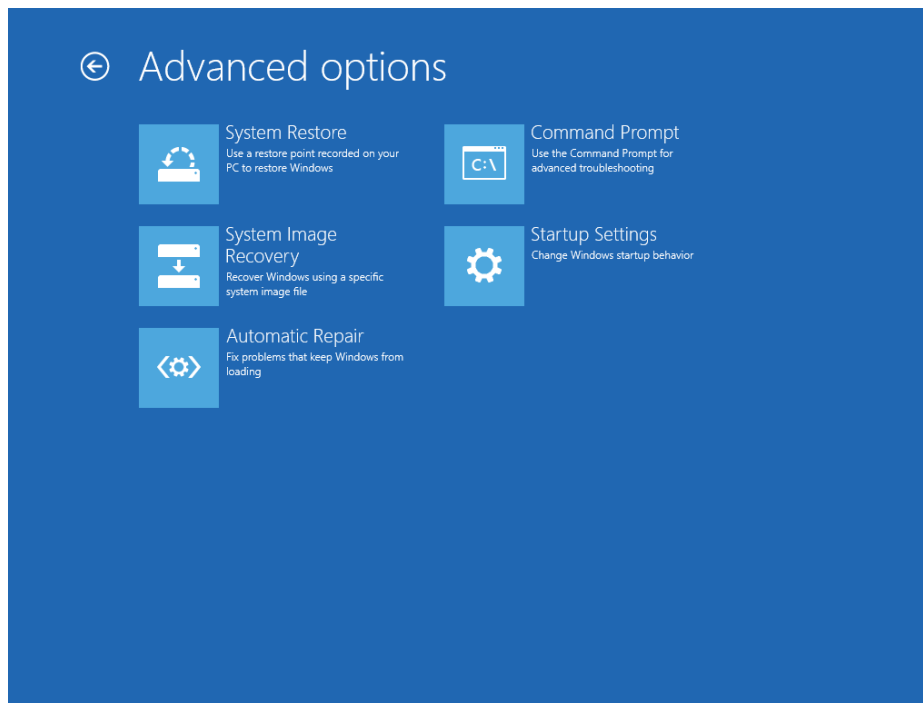 Advanced options
System Restore
Use a restore point recorded on your
PC to restore Windows
System Image
Recovery
Recover Windows using a specific
system image file
Automatic Repair
Fix problems that keep Windows from
loading
C:\
Command Prompt
Use the Command Prompt for
advanced troubleshooting
Startup Settings
Change Windows startup behavior